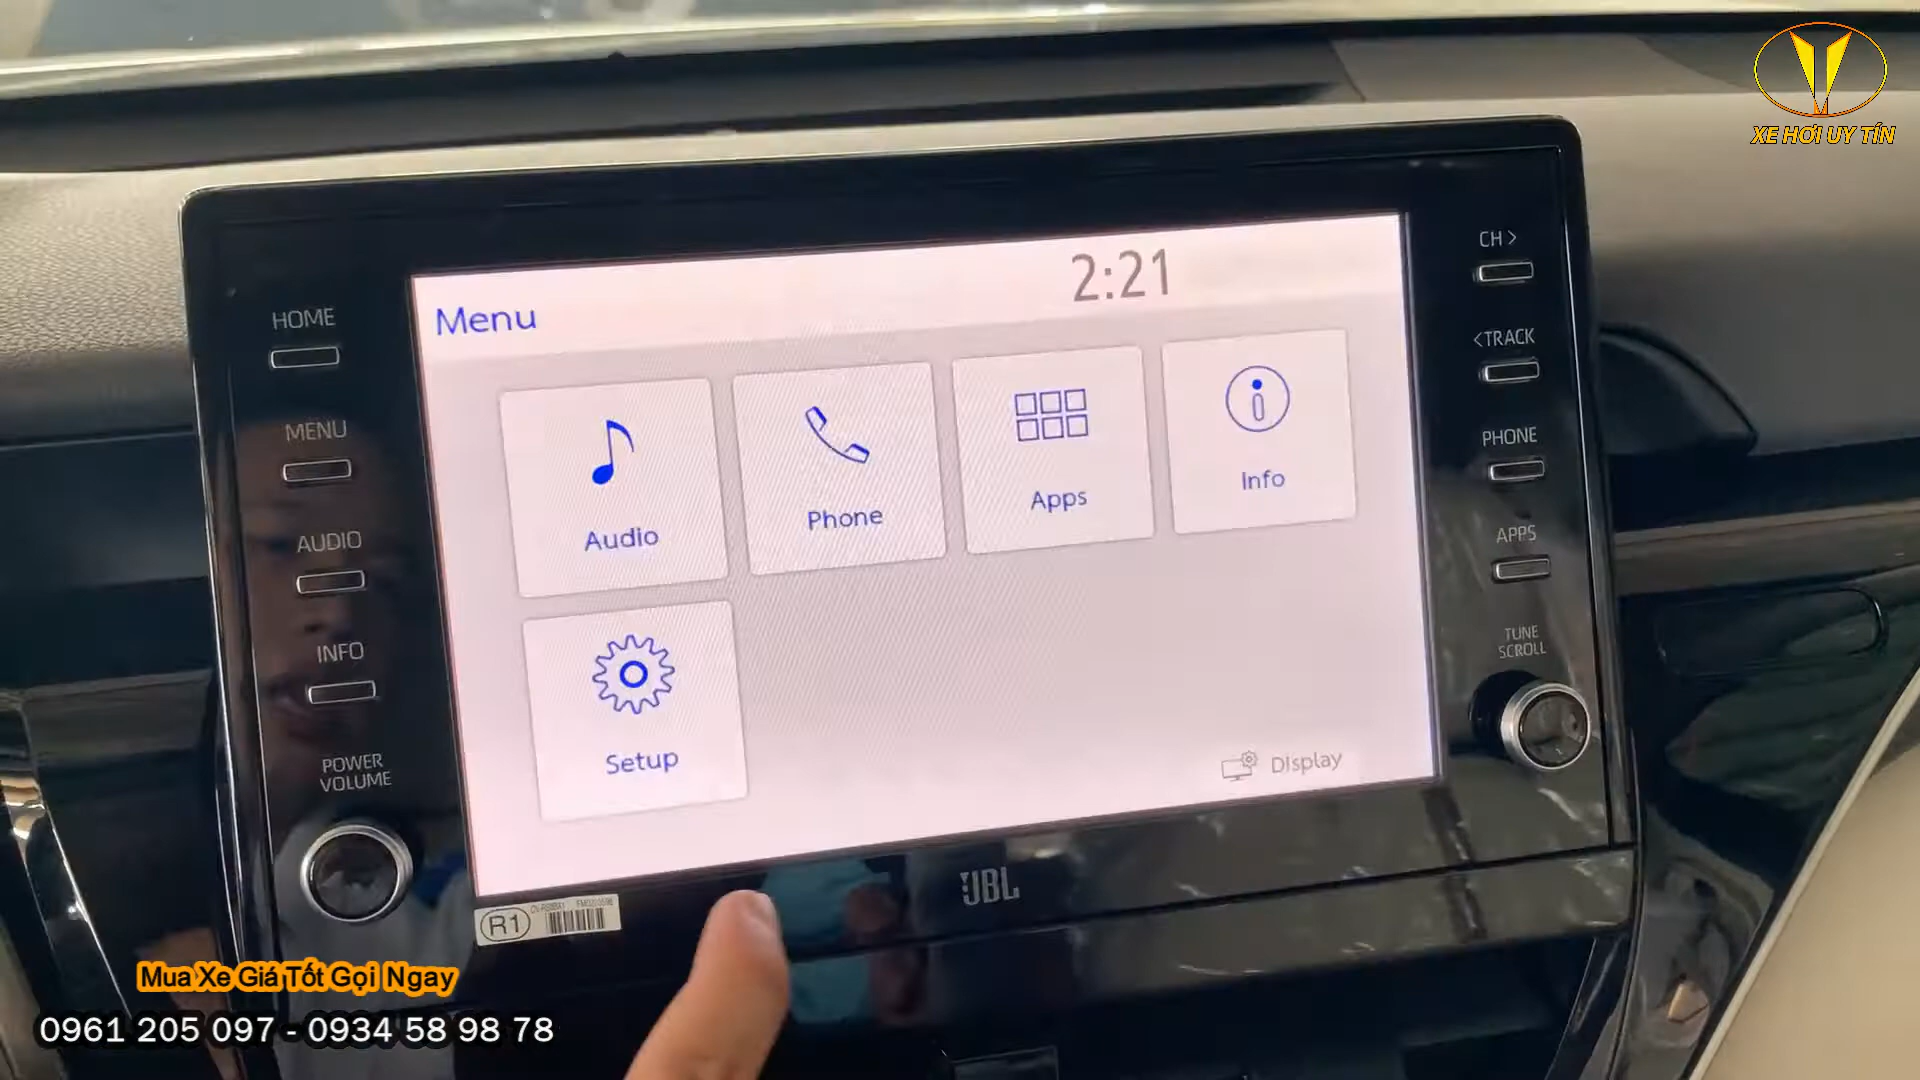 XE HƠI UY TÍN
HOME
MENU
AUDIO
INFO
POWER
VOLUME
Menu
2:21
Audio
Phone
Apps
Info
Setup
Display
CH >
< TRACK
PHONE
APPS
TUNE
SCROLL
JBL
R1
Mua Xe Giá Tốt Gọi Ngay
0961 205 097 - 0934 58 98 78